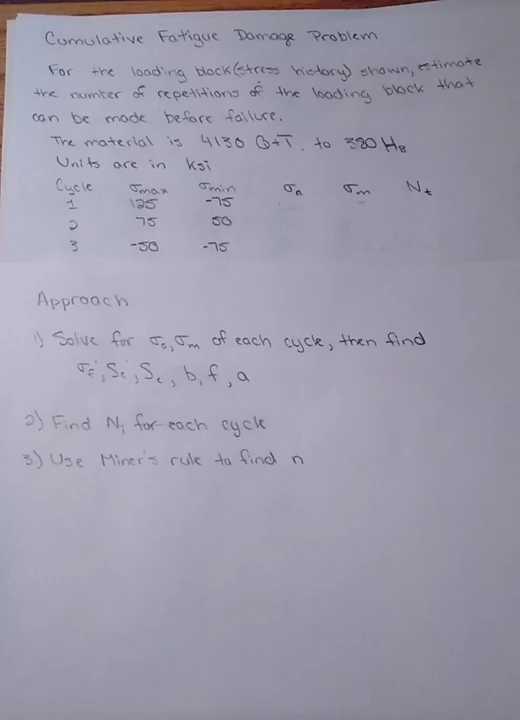 Cumulative Fatigue Damage Problem
For the loading block(stress history) shown, estimate
the number of repetitions of the loading block that
can be made before failure.
The material is 4130 Q+T. to 380 HB
Units are in ksi
Cycle σmax σmin σa σm Nt
1 125 -75
2 75 50
3 -50 -75
Approach
1) Solve for σa, σm of each cycle, then find
σf', Se', Se, b, f, a
2) Find Ni for each cycle
3) Use Miner's rule to find n